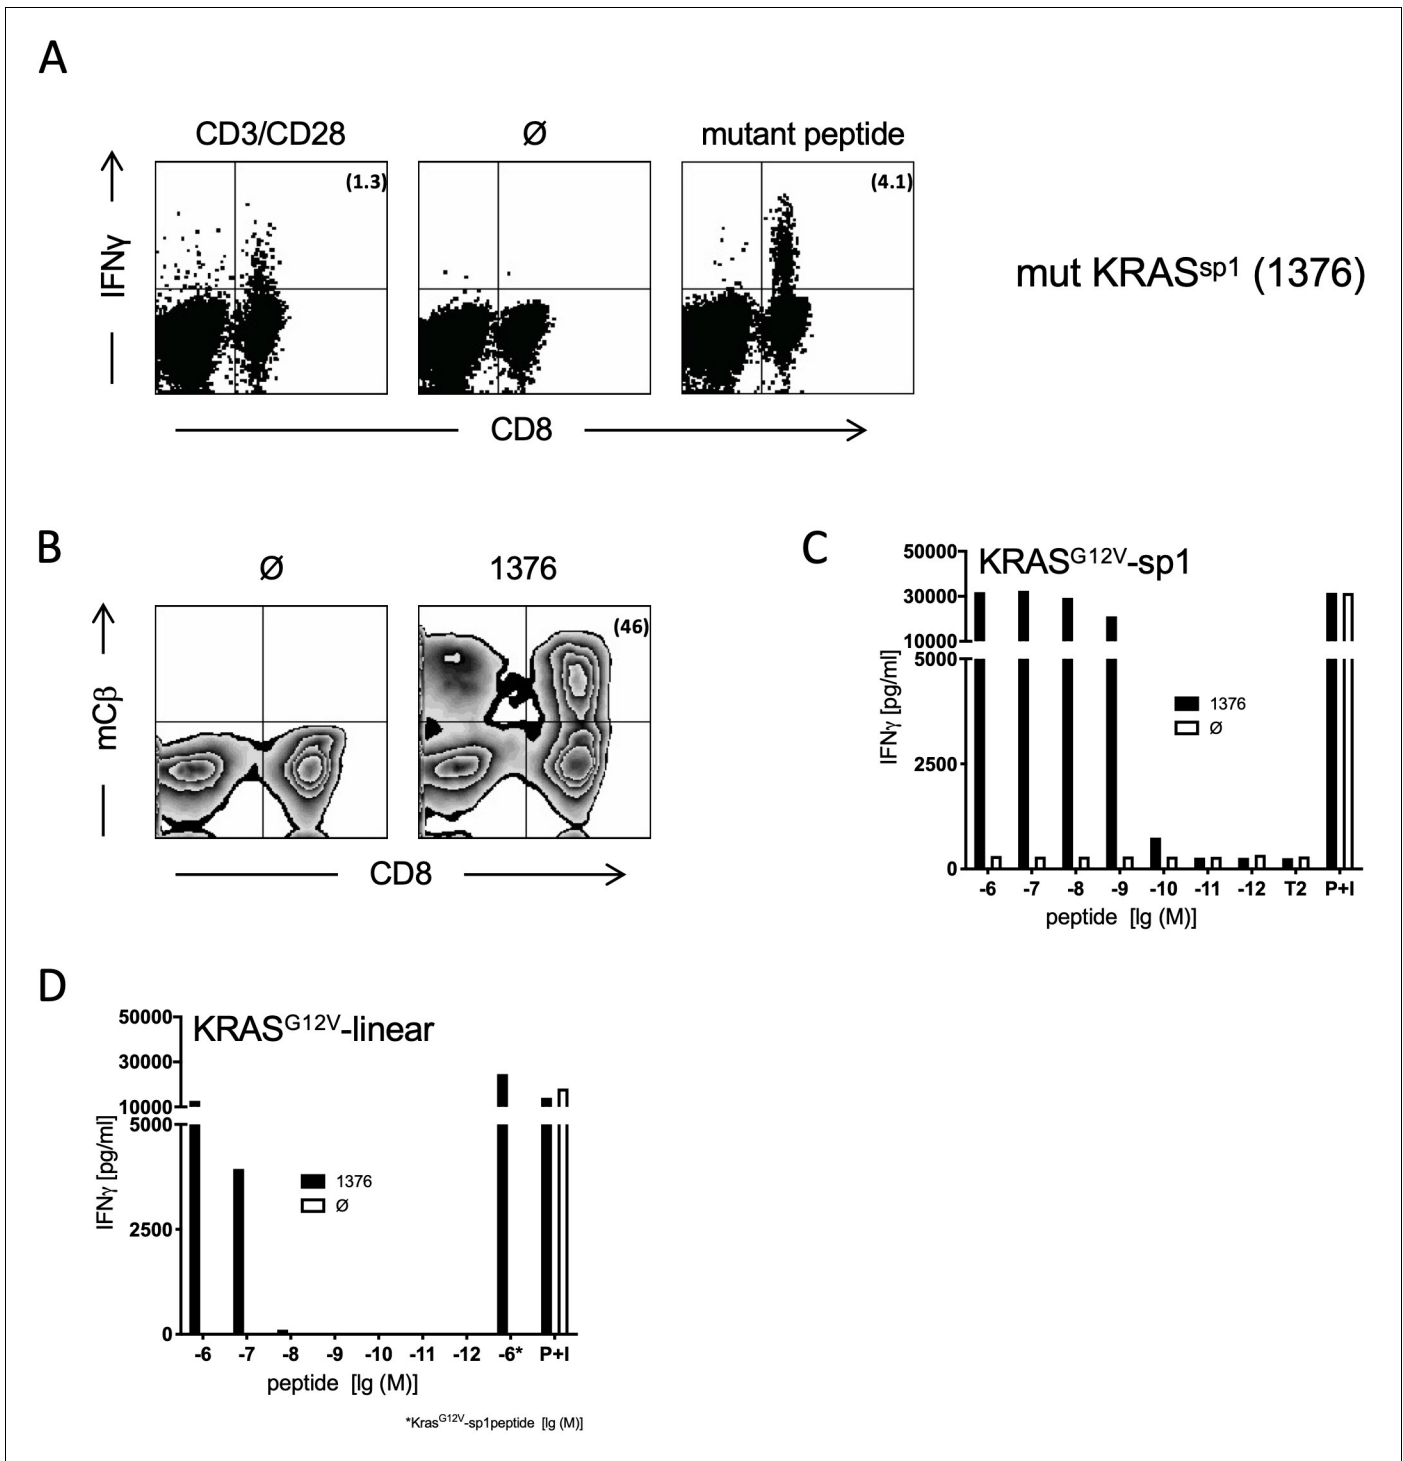 A
CD3/CD28
Ø
mutant peptide
(1.3)
(4.1)
IFNγ
mut KRASsp1 (1376)
CD8
B
Ø
1376
(46)
mCβ
CD8
C
KRASG12V-sp1
50000
30000
10000
5000
2500
0
IFNγ [pg/ml]
1376
Ø
-6 -7 -8 -9 -10 -11 -12 T2 P+I
peptide [lg (M)]
D
KRASG12V-linear
50000
30000
10000
5000
2500
0
IFNγ [pg/ml]
1376
Ø
-6 -7 -8 -9 -10 -11 -12 -6* P+I
peptide [lg (M)]
*KrasG12V-sp1peptide [lg (M)]